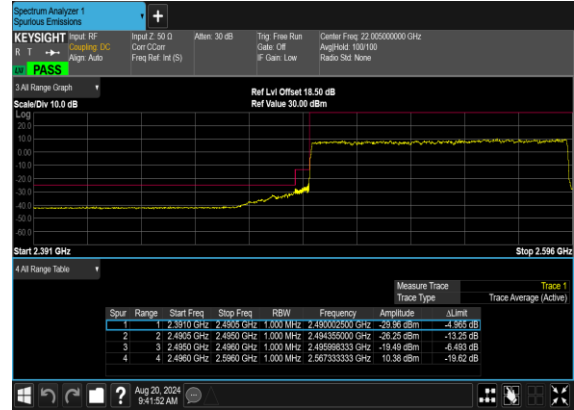 Spectrum Analyzer 1
Spurious Emissions
KEYSIGHT Input: RF Input Z: 50 Ω Atten: 30 dB Trig: Free Run Center Freq: 22.005000000 GHz
R T Coupling: DC Corr CCorr Gate: Off Avg|Hold: 100/100
Align: Auto Freq Ref: Int (S) IF Gain: Low Radio Std: None
PASS
3 All Range Graph Ref Lvl Offset 18.50 dB
Scale/Div 10.0 dB Ref Value 30.00 dBm
Log
20.0
10.0
0.00
-10.0
-20.0
-30.0
-40.0
-50.0
-60.0
Start 2.391 GHz Stop 2.596 GHz
4 All Range Table
Measure Trace Trace 1
Trace Type Trace Average (Active)
Spur Range Start Freq Stop Freq RBW Frequency Amplitude ΔLimit
1 1 2.3910 GHz 2.4905 GHz 1.000 MHz 2.490002500 GHz -29.96 dBm -4.965 dB
2 2 2.4905 GHz 2.4950 GHz 1.000 MHz 2.494355000 GHz -26.25 dBm -13.25 dB
3 3 2.4950 GHz 2.4960 GHz 1.000 MHz 2.495998333 GHz -19.49 dBm -6.493 dB
4 4 2.4960 GHz 2.5960 GHz 1.000 MHz 2.567333333 GHz 10.38 dBm -19.62 dB
Aug 20, 2024
9:41:52 AM